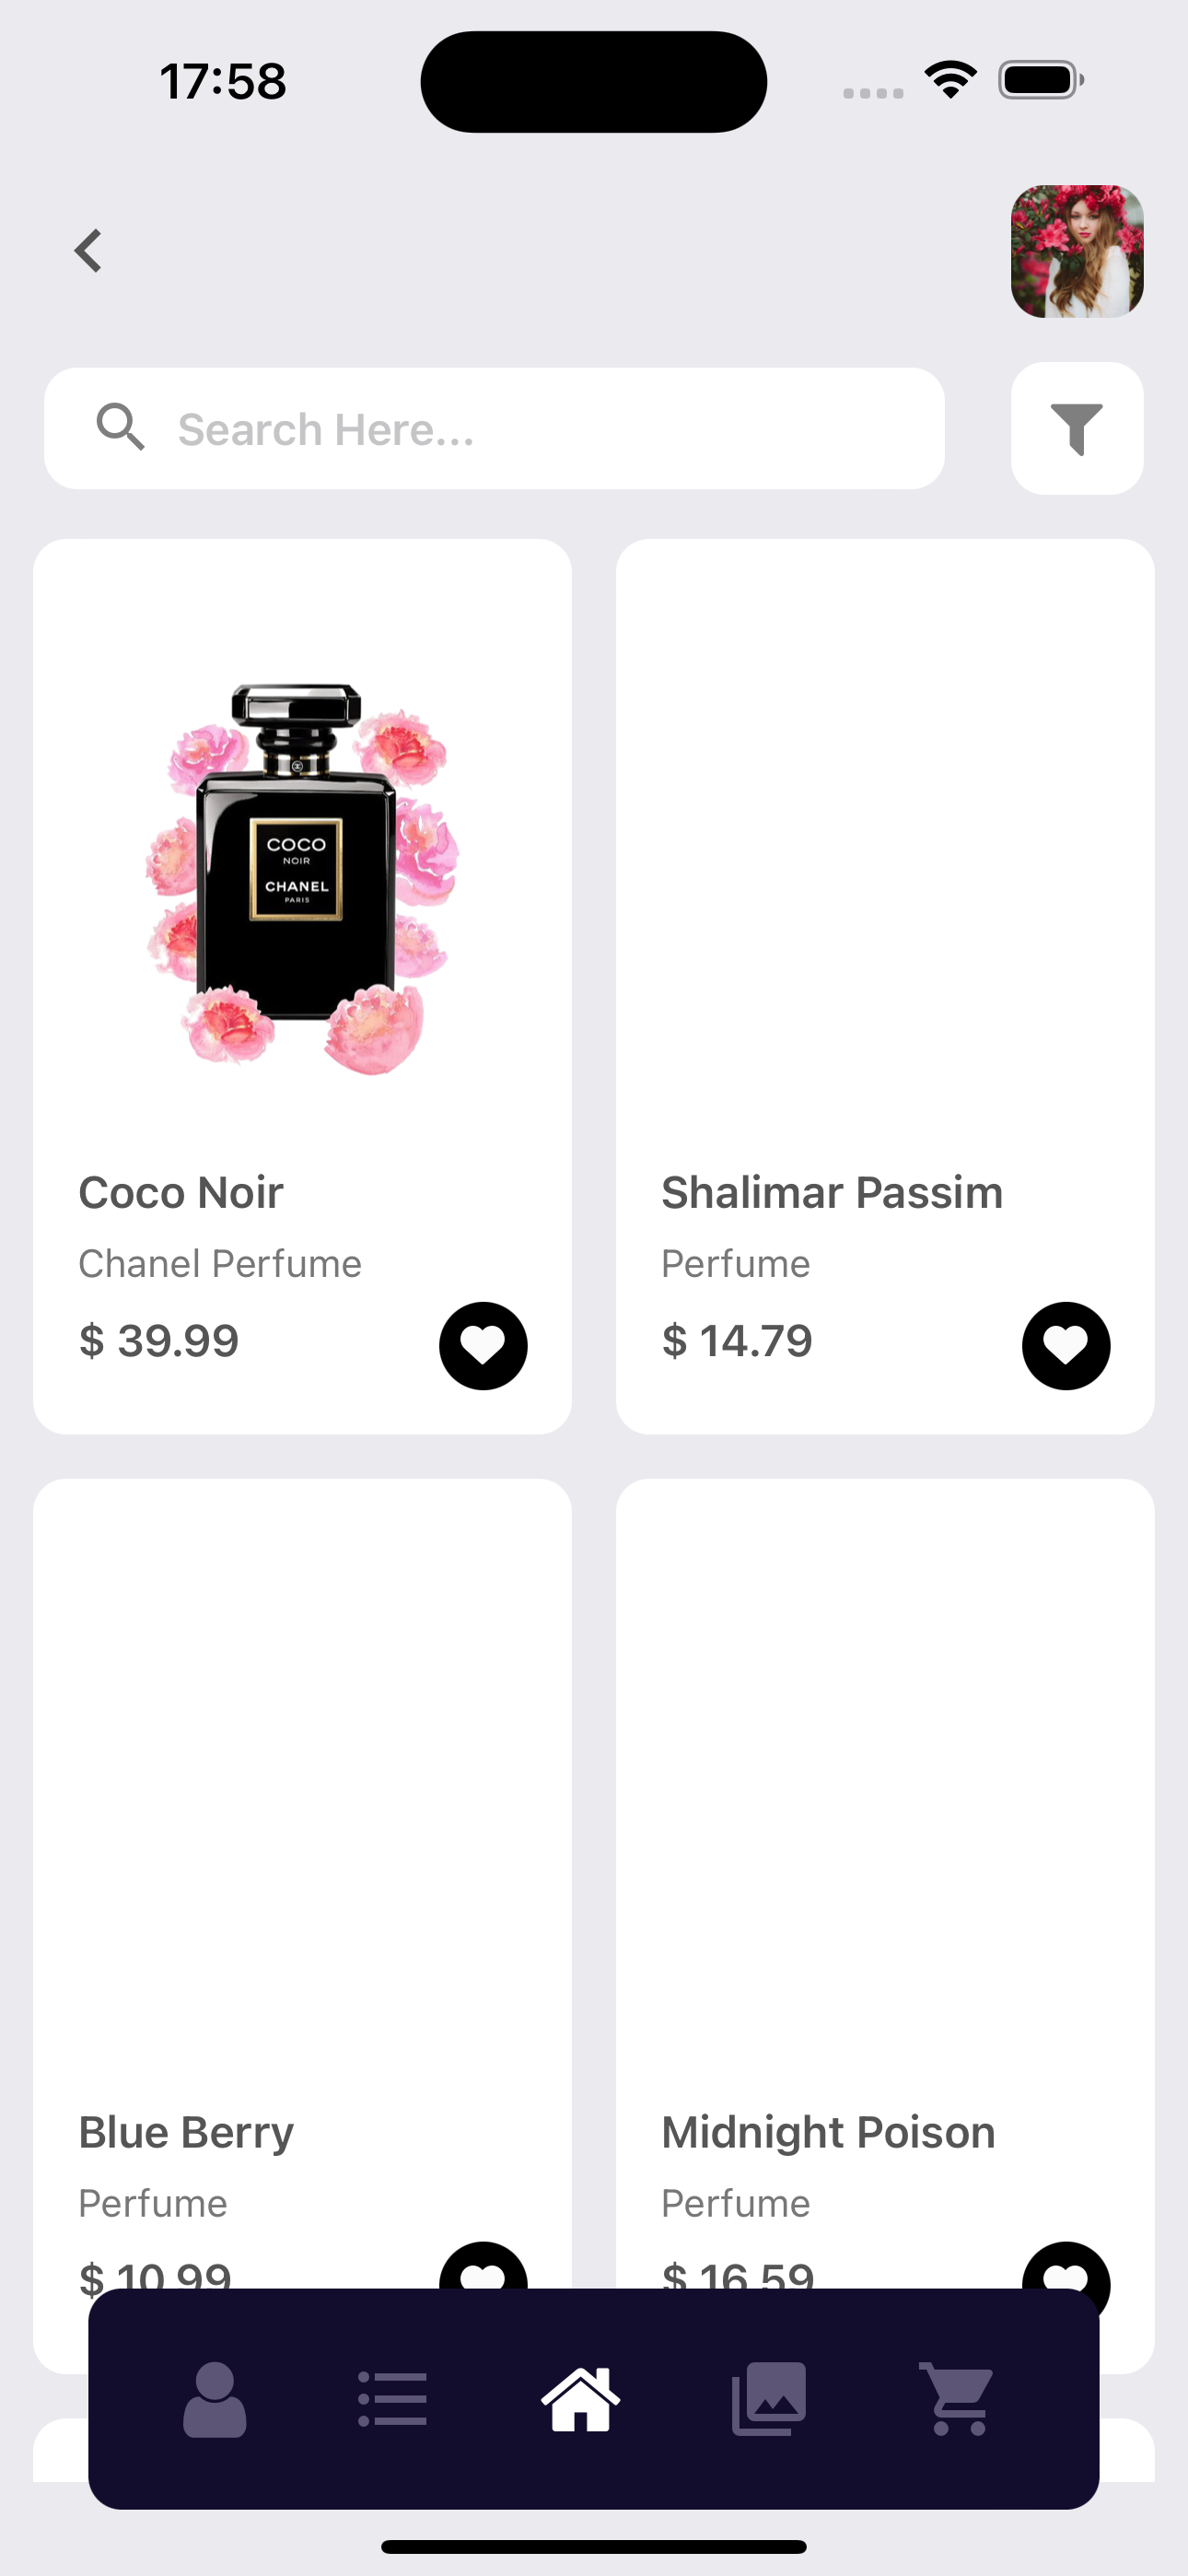 17:58
Search Here...
COCO
NOIR
CHANEL
PARIS
Coco Noir
Chanel Perfume
$ 39.99
Shalimar Passim
Perfume
$ 14.79
Blue Berry
Perfume
$ 10.99
Midnight Poison
Perfume
$ 16.59